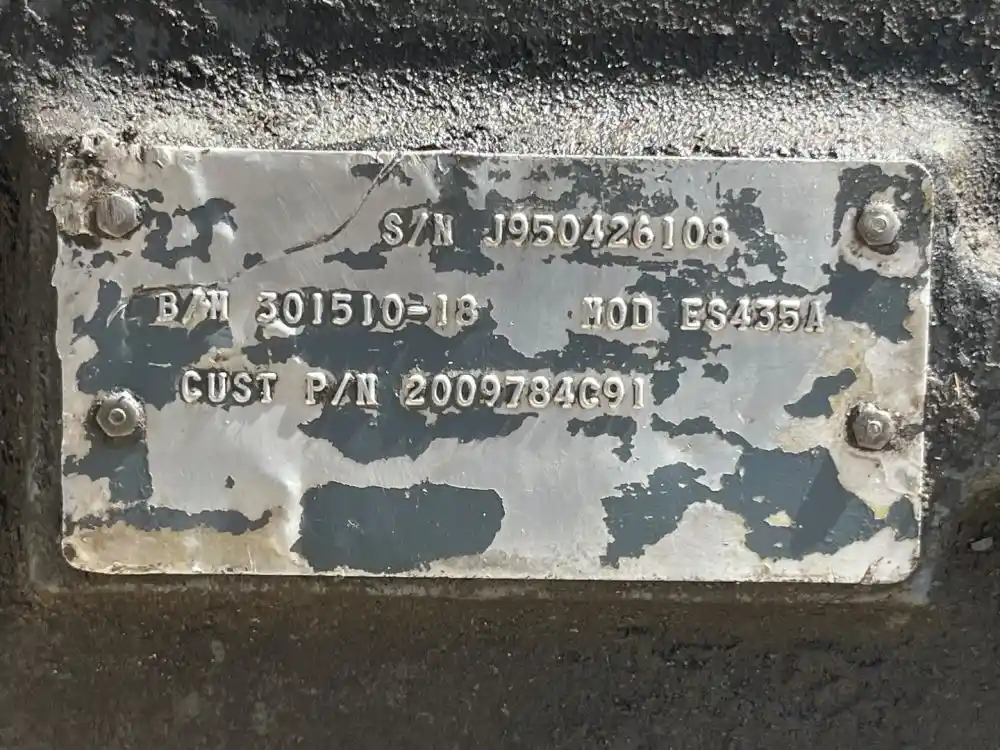 S/N J950426108
B/M 301510-18 MOD ES435A
CUST P/N 2009784C91